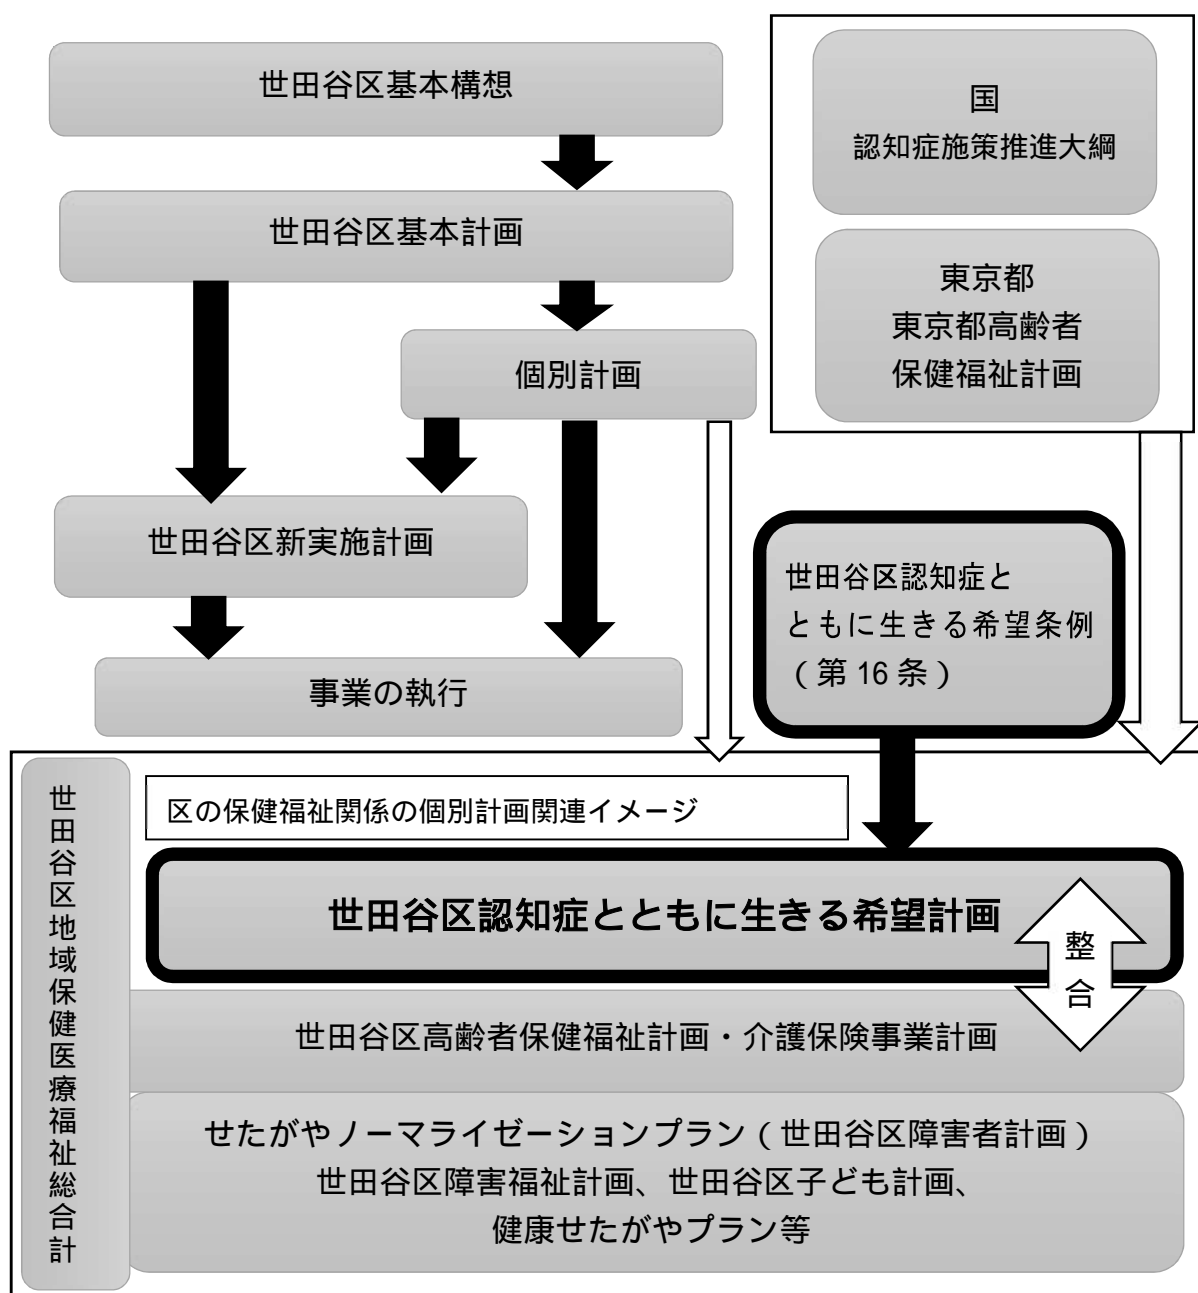 世田谷区基本構想
世田谷区基本計画
個別計画
世田谷区新実施計画
事業の執行
国
認知症施策推進大綱
東京都
東京都高齢者
保健福祉計画
世田谷区認知症と
ともに生きる希望条例
（第 16 条）
世田谷区地域保健医療福祉総合計
区の保健福祉関係の個別計画関連イメージ
世田谷区認知症とともに生きる希望計画
整合
世田谷区高齢者保健福祉計画・介護保険事業計画
せたがやノーマライゼーションプラン（世田谷区障害者計画）
世田谷区障害福祉計画、世田谷区子ども計画、
健康せたがやプラン等